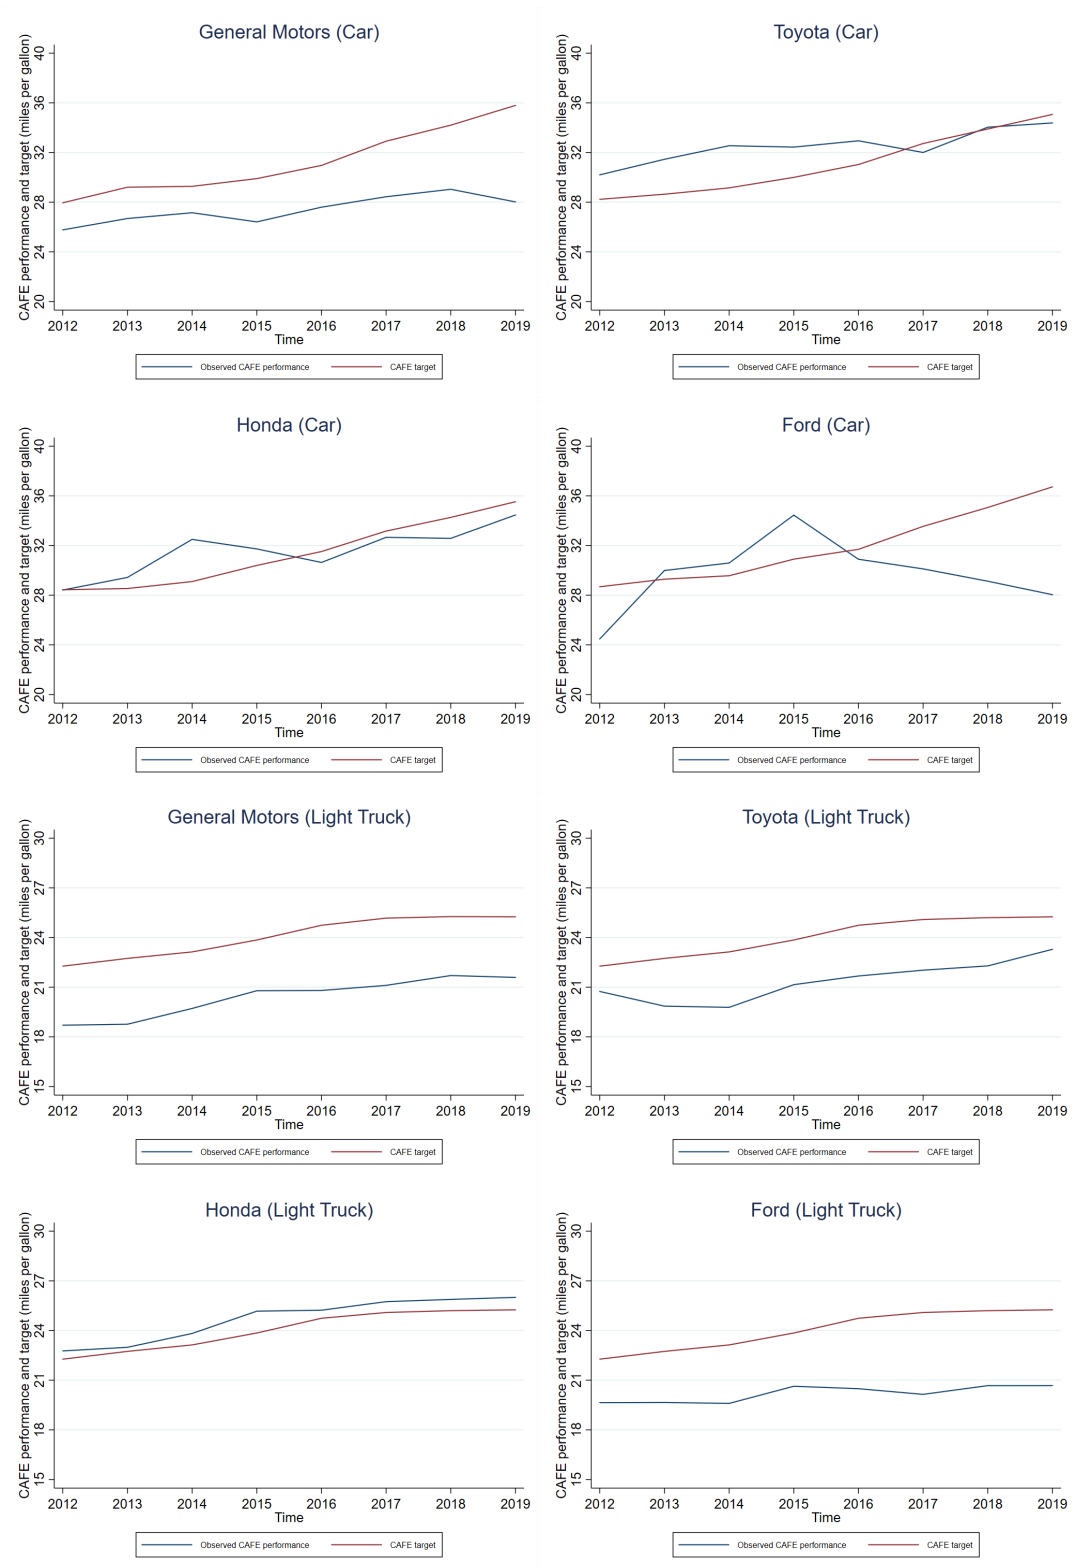 General Motors (Car)
CAFE performance and target (miles per gallon)
40
36
32
28
24
20
2012 2013 2014 2015 2016 2017 2018 2019
Time
Observed CAFE performance CAFE target
Toyota (Car)
CAFE performance and target (miles per gallon)
40
36
32
28
24
20
2012 2013 2014 2015 2016 2017 2018 2019
Time
Observed CAFE performance CAFE target
Honda (Car)
CAFE performance and target (miles per gallon)
40
36
32
28
24
20
2012 2013 2014 2015 2016 2017 2018 2019
Time
Observed CAFE performance CAFE target
Ford (Car)
CAFE performance and target (miles per gallon)
40
36
32
28
24
20
2012 2013 2014 2015 2016 2017 2018 2019
Time
Observed CAFE performance CAFE target
General Motors (Light Truck)
CAFE performance and target (miles per gallon)
30
27
24
21
18
15
2012 2013 2014 2015 2016 2017 2018 2019
Time
Observed CAFE performance CAFE target
Toyota (Light Truck)
CAFE performance and target (miles per gallon)
30
27
24
21
18
15
2012 2013 2014 2015 2016 2017 2018 2019
Time
Observed CAFE performance CAFE target
Honda (Light Truck)
CAFE performance and target (miles per gallon)
30
27
24
21
18
15
2012 2013 2014 2015 2016 2017 2018 2019
Time
Observed CAFE performance CAFE target
Ford (Light Truck)
CAFE performance and target (miles per gallon)
30
27
24
21
18
15
2012 2013 2014 2015 2016 2017 2018 2019
Time
Observed CAFE performance CAFE target